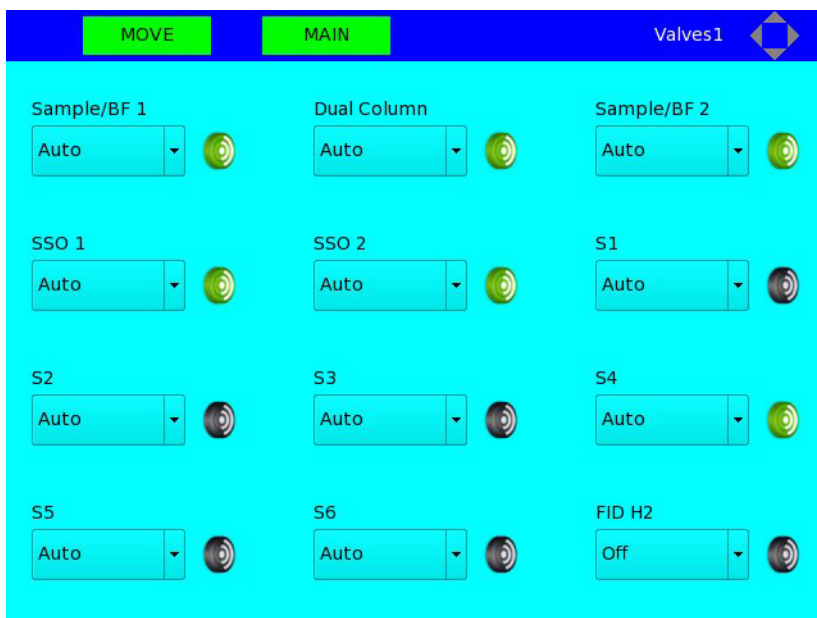 MOVE MAIN Valves1
Sample/BF 1 Dual Column Sample/BF 2
Auto Auto Auto
SSO 1 SSO 2 S1
Auto Auto Auto
S2 S3 S4
Auto Auto Auto
S5 S6 FID H2
Auto Auto Off